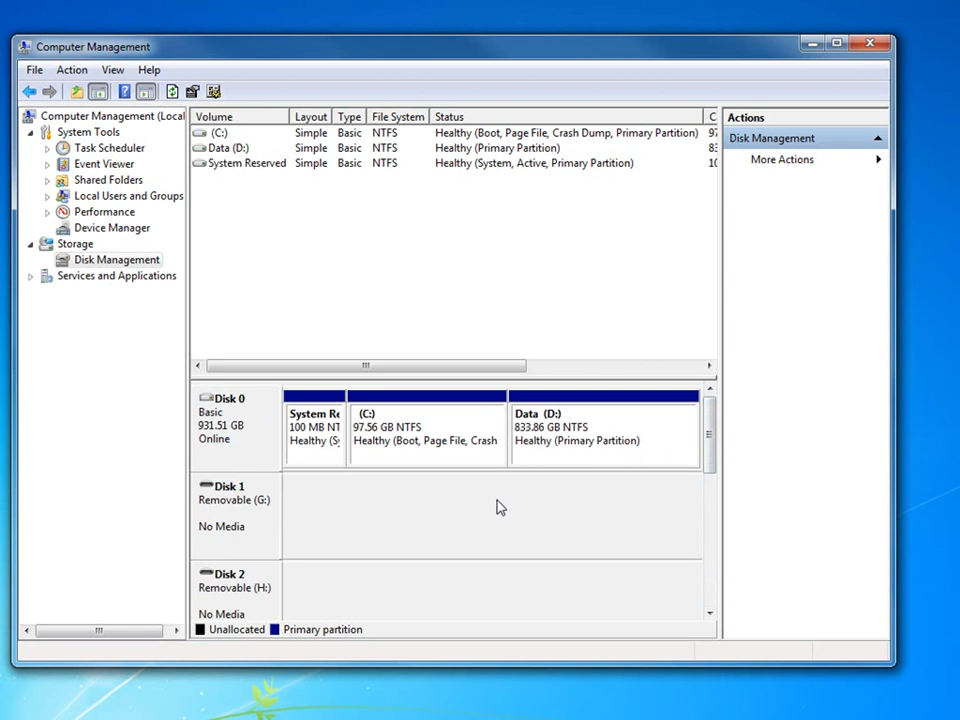 Computer Management
File Action View Help
Computer Management (Local
System Tools
Task Scheduler
Event Viewer
Shared Folders
Local Users and Groups
Performance
Device Manager
Storage
Disk Management
Services and Applications
Volume Layout Type File System Status C
(C:) Simple Basic NTFS Healthy (Boot, Page File, Crash Dump, Primary Partition) 97
Data (D:) Simple Basic NTFS Healthy (Primary Partition) 83
System Reserved Simple Basic NTFS Healthy (System, Active, Primary Partition) 10
Actions
Disk Management
More Actions
Disk 0
Basic
931.51 GB
Online
System Re
100 MB NT
Healthy (Sy
(C:)
97.56 GB NTFS
Healthy (Boot, Page File, Crash
Data (D:)
833.86 GB NTFS
Healthy (Primary Partition)
Disk 1
Removable (G:)
No Media
Disk 2
Removable (H:)
No Media
Unallocated Primary partition